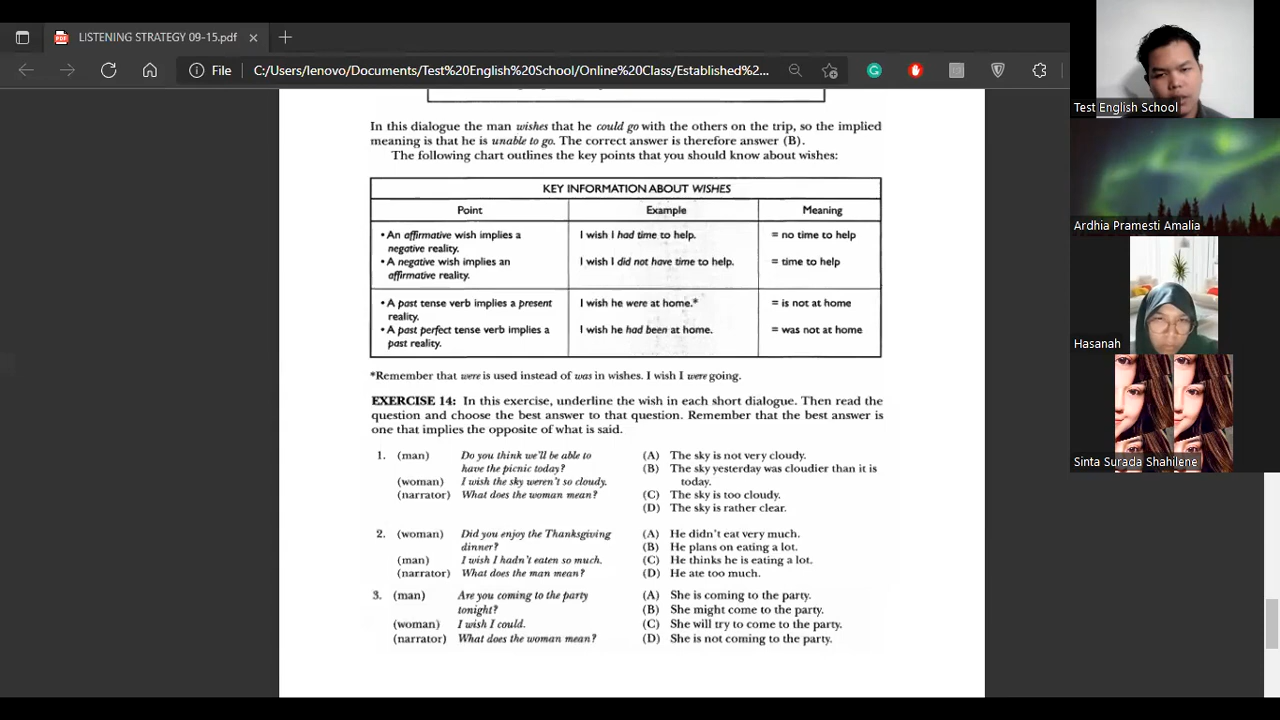 LISTENING STRATEGY 09-15.pdf
File C:/Users/lenovo/Documents/Test%20English%20School/Online%20Class/Established%2...
In this dialogue the man wishes that he could go with the others on the trip, so the implied
meaning is that he is unable to go. The correct answer is therefore answer (B).
The following chart outlines the key points that you should know about wishes:
KEY INFORMATION ABOUT WISHES
Point Example Meaning
• An affirmative wish implies a I wish I had time to help. = no time to help
negative reality.
• A negative wish implies an I wish I did not have time to help. = time to help
affirmative reality.
• A past tense verb implies a present I wish he were at home.* = is not at home
reality.
• A past perfect tense verb implies a I wish he had been at home. = was not at home
past reality.
*Remember that were is used instead of was in wishes. I wish I were going.
EXERCISE 14: In this exercise, underline the wish in each short dialogue. Then read the
question and choose the best answer to that question. Remember that the best answer is
one that implies the opposite of what is said.
1. (man) Do you think we'll be able to
have the picnic today?
(woman) I wish the sky weren't so cloudy.
(narrator) What does the woman mean?
(A) The sky is not very cloudy.
(B) The sky yesterday was cloudier than it is
today.
(C) The sky is too cloudy.
(D) The sky is rather clear.
2. (woman) Did you enjoy the Thanksgiving
dinner?
(man) I wish I hadn't eaten so much.
(narrator) What does the man mean?
(A) He didn't eat very much.
(B) He plans on eating a lot.
(C) He thinks he is eating a lot.
(D) He ate too much.
3. (man) Are you coming to the party
tonight?
(woman) I wish I could.
(narrator) What does the woman mean?
(A) She is coming to the party.
(B) She might come to the party.
(C) She will try to come to the party.
(D) She is not coming to the party.
Test English School
Ardhia Pramesti Amalia
Hasanah
Sinta Surada Shahilene